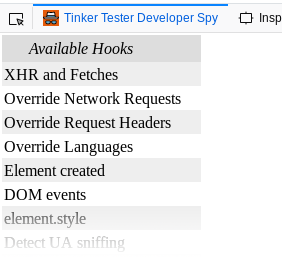 Tinker Tester Developer Spy Insp
Available Hooks
XHR and Fetches
Override Network Requests
Override Request Headers
Override Languages
Element created
DOM events
element.style
Detect UA sniffing